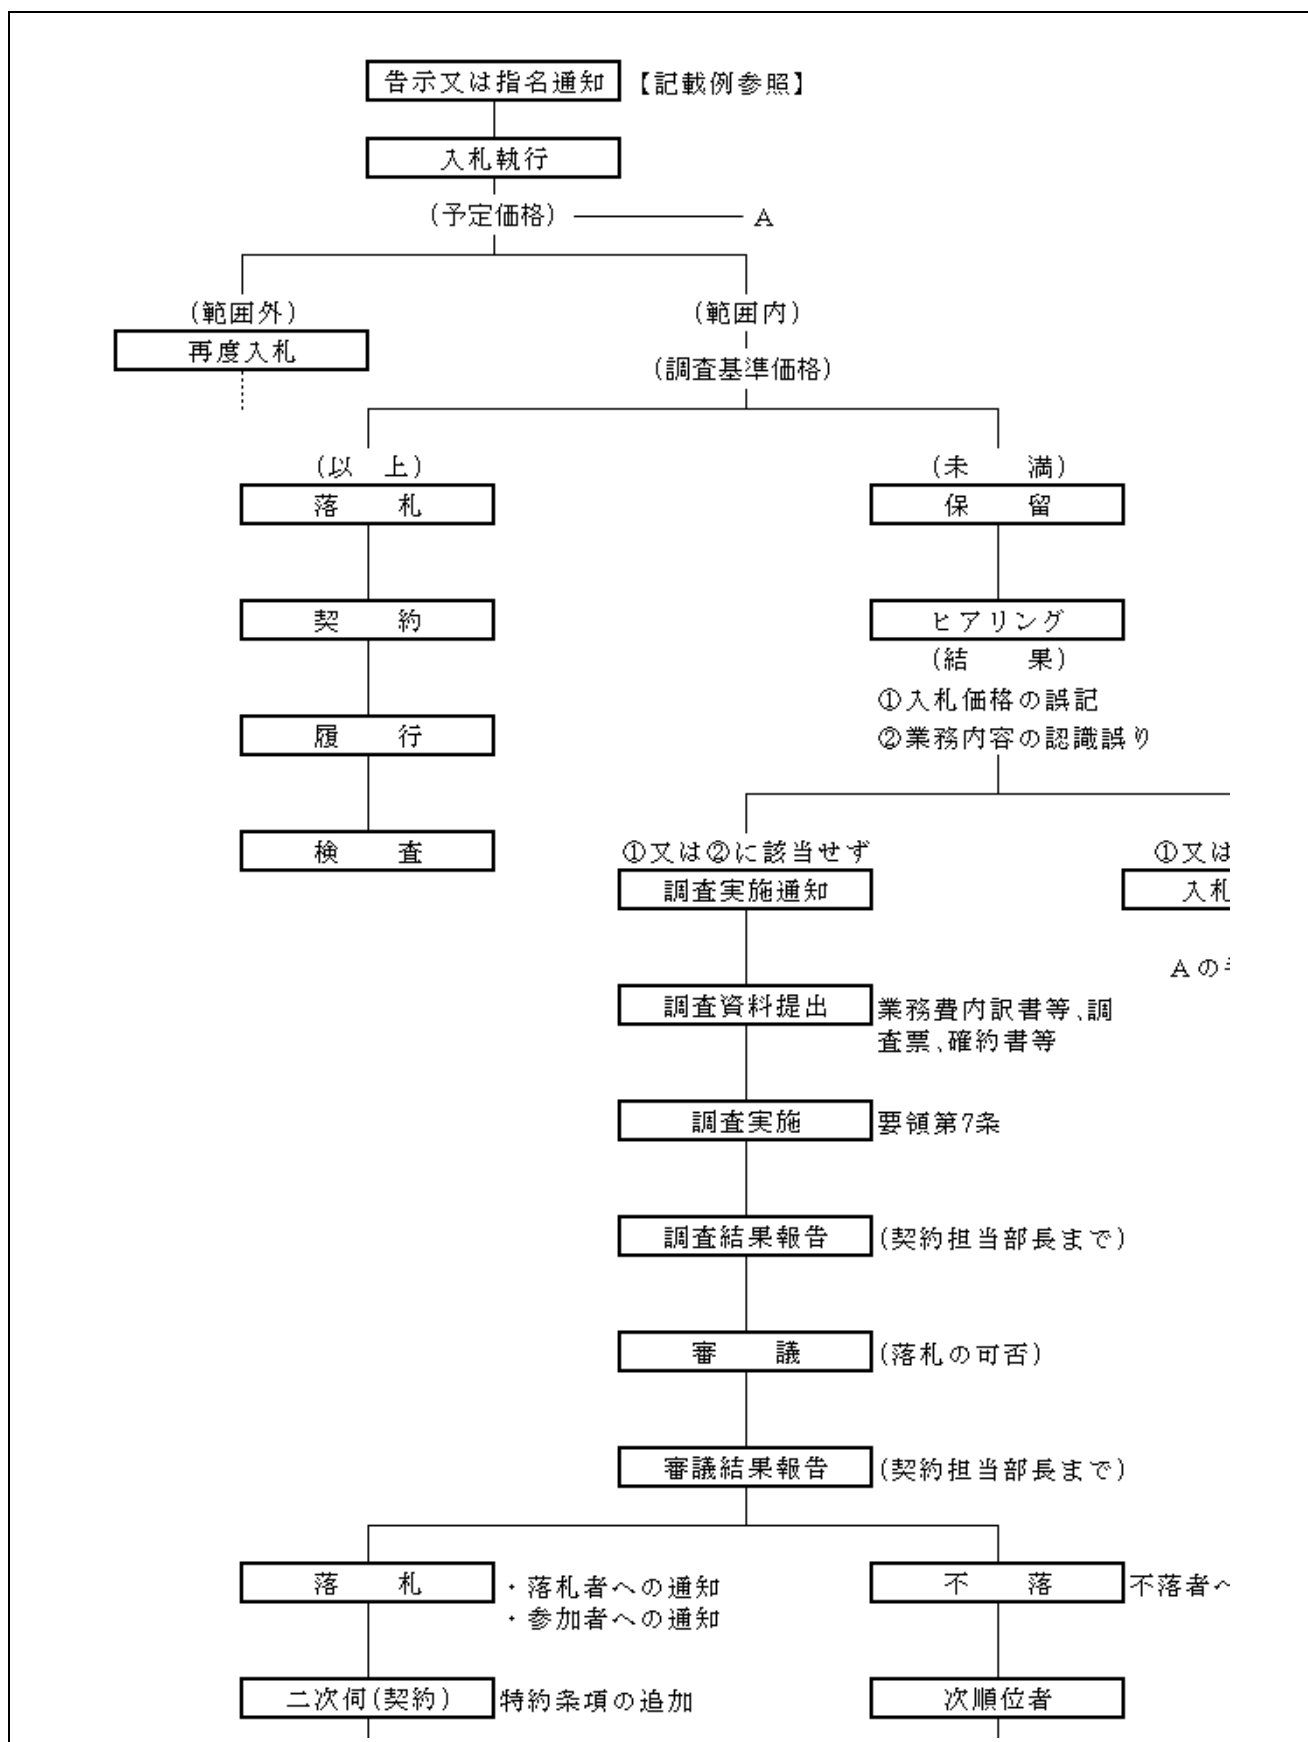 告示又は指名通知 【記載例参照】
入札執行
(予定価格) A
(範囲外) (範囲内)
再度入札
(調査基準価格)
(以 上) (未 満)
落 札 保 留
契 約 ヒアリング
(結 果)
①入札価格の誤記
履 行 ②業務内容の認識誤り
検 査 ①又は②に該当せず ①又は
調査実施通知 入札
Aの
調査資料提出 業務費内訳書等、調
査票、確約書等
調査実施 要領第7条
調査結果報告 (契約担当部長まで)
審 議 (落札の可否)
審議結果報告 (契約担当部長まで)
落 札 ・落札者への通知 不 落 不落者へ
・参加者への通知
二次伺(契約) 特約条項の追加 次順位者